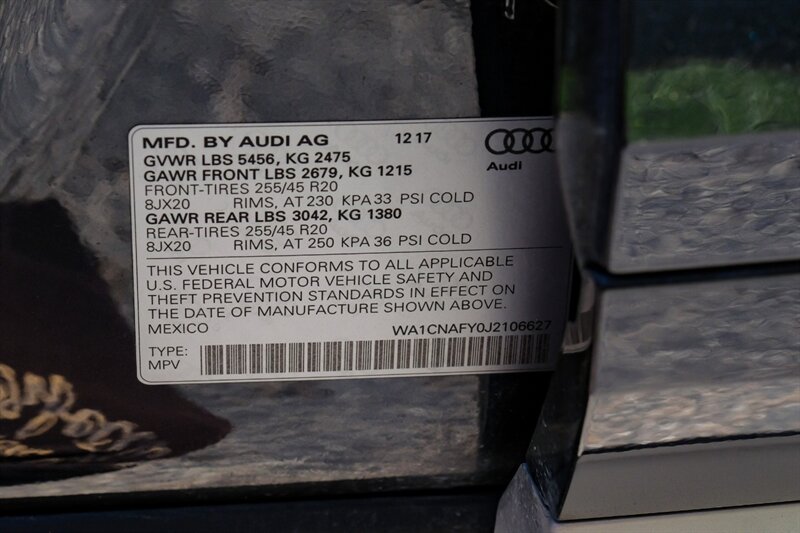 MFD. BY AUDI AG 12 17
GVWR LBS 5456, KG 2475
GAWR FRONT LBS 2679, KG 1215
FRONT-TIRES 255/45 R20
8JX20 RIMS, AT 230 KPA 33 PSI COLD
GAWR REAR LBS 3042, KG 1380
REAR-TIRES 255/45 R20
8JX20 RIMS, AT 250 KPA 36 PSI COLD
Audi
THIS VEHICLE CONFORMS TO ALL APPLICABLE
U.S. FEDERAL MOTOR VEHICLE SAFETY AND
THEFT PREVENTION STANDARDS IN EFFECT ON
THE DATE OF MANUFACTURE SHOWN ABOVE.
MEXICO WA1CNAFY0J2106627
TYPE:
MPV